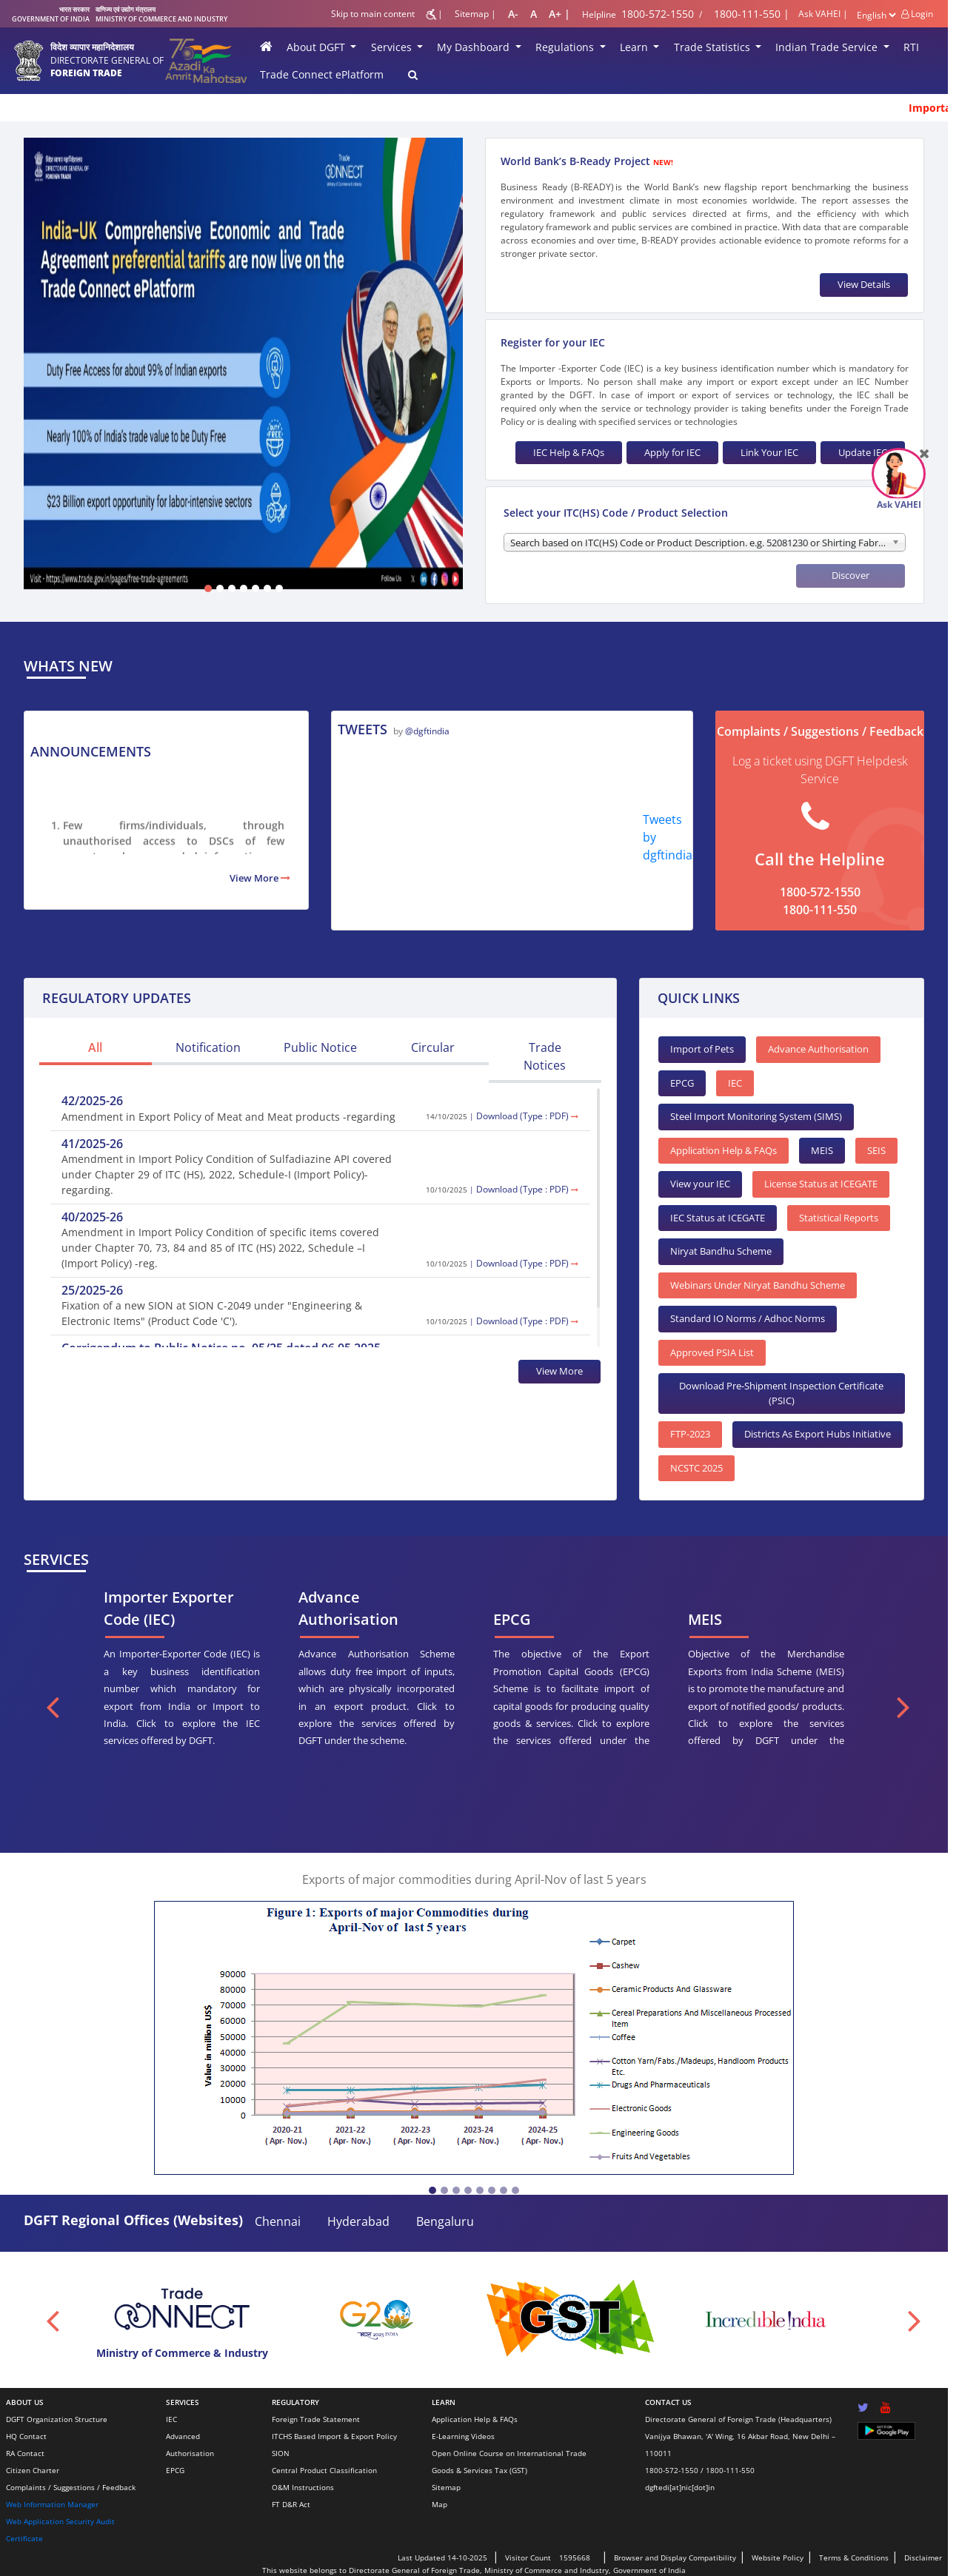 भारत सरकार
GOVERNMENT OF INDIA
वाणिज्य एवं उद्योग मंत्रालय
MINISTRY OF COMMERCE AND INDUSTRY
Skip to main content
|
Sitemap |
A-
A
A+ |
Helpline 1800-572-1550 /
1800-111-550 |
Ask VAHEI |
English
Login
विदेश व्यापार महानिदेशालय
DIRECTORATE GENERAL OF
FOREIGN TRADE
Azadi
Ka
Amrit Mahotsav
About DGFT
Services
My Dashboard
Regulations
Learn
Trade Statistics
Indian Trade Service
RTI
Trade Connect ePlatform
Importa
विदेश व्यापार महानिदेशालय
DIRECTORATE GENERAL OF
FOREIGN TRADE
Trade
CONNECT
India-UK Comprehensive Economic and Trade
Agreement preferential tariffs are now live on the
Trade Connect ePlatform
Duty Free Access for about 99% of Indian exports
Nearly 100% of India's trade value to be Duty Free
$23 Billion export opportunity for labor-intensive sectors
Visit - https://www.trade.gov.in/pages/free-trade-agreements
Follow Us
World Bank's B-Ready Project NEW!
Business Ready (B-READY) is the World Bank's new flagship report benchmarking the business
environment and investment climate in most economies worldwide. The report assesses the
regulatory framework and public services directed at firms, and the efficiency with which
regulatory framework and public services are combined in practice. With data that are comparable
across economies and over time, B-READY provides actionable evidence to promote reforms for a
stronger private sector.
View Details
Register for your IEC
The Importer -Exporter Code (IEC) is a key business identification number which is mandatory for
Exports or Imports. No person shall make any import or export except under an IEC Number
granted by the DGFT. In case of import or export of services or technology, the IEC shall be
required only when the service or technology provider is taking benefits under the Foreign Trade
Policy or is dealing with specified services or technologies
IEC Help & FAQs
Apply for IEC
Link Your IEC
Update IEC
Ask VAHEI
Select your ITC(HS) Code / Product Selection
Search based on ITC(HS) Code or Product Description. e.g. 52081230 or Shirting Fabr...
Discover
WHATS NEW
ANNOUNCEMENTS
1. Few firms/individuals, through
unauthorised access to DSCs of few
View More
TWEETS by @dgftindia
Tweets
by
dgftindia
Complaints / Suggestions / Feedback
Log a ticket using DGFT Helpdesk
Service
Call the Helpline
1800-572-1550
1800-111-550
REGULATORY UPDATES
All
Notification
Public Notice
Circular
Trade
Notices
42/2025-26
Amendment in Export Policy of Meat and Meat products -regarding
14/10/2025 | Download (Type : PDF)
41/2025-26
Amendment in Import Policy Condition of Sulfadiazine API covered
under Chapter 29 of ITC (HS), 2022, Schedule-I (Import Policy)-
regarding.
10/10/2025 | Download (Type : PDF)
40/2025-26
Amendment in Import Policy Condition of specific items covered
under Chapter 70, 73, 84 and 85 of ITC (HS) 2022, Schedule –I
(Import Policy) -reg.
10/10/2025 | Download (Type : PDF)
25/2025-26
Fixation of a new SION at SION C-2049 under "Engineering &
Electronic Items" (Product Code 'C').
10/10/2025 | Download (Type : PDF)
Corrigendum to Public Notice no. 05/25 dated 06.05.2025
View More
QUICK LINKS
Import of Pets
Advance Authorisation
EPCG
IEC
Steel Import Monitoring System (SIMS)
Application Help & FAQs
MEIS
SEIS
View your IEC
License Status at ICEGATE
IEC Status at ICEGATE
Statistical Reports
Niryat Bandhu Scheme
Webinars Under Niryat Bandhu Scheme
Standard IO Norms / Adhoc Norms
Approved PSIA List
Download Pre-Shipment Inspection Certificate
(PSIC)
FTP-2023
Districts As Export Hubs Initiative
NCSTC 2025
SERVICES
Importer Exporter
Code (IEC)
An Importer-Exporter Code (IEC) is
a key business identification
number which mandatory for
export from India or Import to
India. Click to explore the IEC
services offered by DGFT.
Advance
Authorisation
Advance Authorisation Scheme
allows duty free import of inputs,
which are physically incorporated
in an export product. Click to
explore the services offered by
DGFT under the scheme.
EPCG
The objective of the Export
Promotion Capital Goods (EPCG)
Scheme is to facilitate import of
capital goods for producing quality
goods & services. Click to explore
the services offered under the
MEIS
Objective of the Merchandise
Exports from India Scheme (MEIS)
is to promote the manufacture and
export of notified goods/ products.
Click to explore the services
offered by DGFT under the
Exports of major commodities during April-Nov of last 5 years
Figure 1: Exports of major Commodities during
April-Nov of last 5 years
Value in million US$
90000
80000
70000
60000
50000
40000
30000
20000
10000
0
2020-21
( Apr- Nov.)
2021-22
( Apr- Nov.)
2022-23
( Apr- Nov.)
2023-24
( Apr- Nov.)
2024-25
( Apr- Nov.)
Carpet
Cashew
Ceramic Products And Glassware
Cereal Preparations And Miscellaneous Processed
Item
Coffee
Cotton Yarn/Fabs./Madeups, Handloom Products
Etc.
Drugs And Pharmaceuticals
Electronic Goods
Engineering Goods
Fruits And Vegetables
DGFT Regional Offices (Websites)
Chennai
Hyderabad
Bengaluru
Trade
CONNECT
Ministry of Commerce & Industry
G20
भारत 2023 INDIA
GST
Incredible India
ABOUT US
DGFT Organization Structure
HQ Contact
RA Contact
Citizen Charter
Complaints / Suggestions / Feedback
Web Information Manager
Web Application Security Audit
Certificate
SERVICES
IEC
Advanced
Authorisation
EPCG
REGULATORY
Foreign Trade Statement
ITCHS Based Import & Export Policy
SION
Central Product Classification
O&M Instructions
FT D&R Act
LEARN
Application Help & FAQs
E-Learning Videos
Open Online Course on International Trade
Goods & Services Tax (GST)
Sitemap
Map
CONTACT US
Directorate General of Foreign Trade (Headquarters)
Vanijya Bhawan, 'A' Wing, 16 Akbar Road, New Delhi –
110011
1800-572-1550 / 1800-111-550
dgftedi[at]nic[dot]in
GET IT ON
Google Play
Last Updated 14-10-2025 | Visitor Count 1595668 | Browser and Display Compatibility | Website Policy | Terms & Conditions | Disclaimer
This website belongs to Directorate General of Foreign Trade, Ministry of Commerce and Industry, Government of India